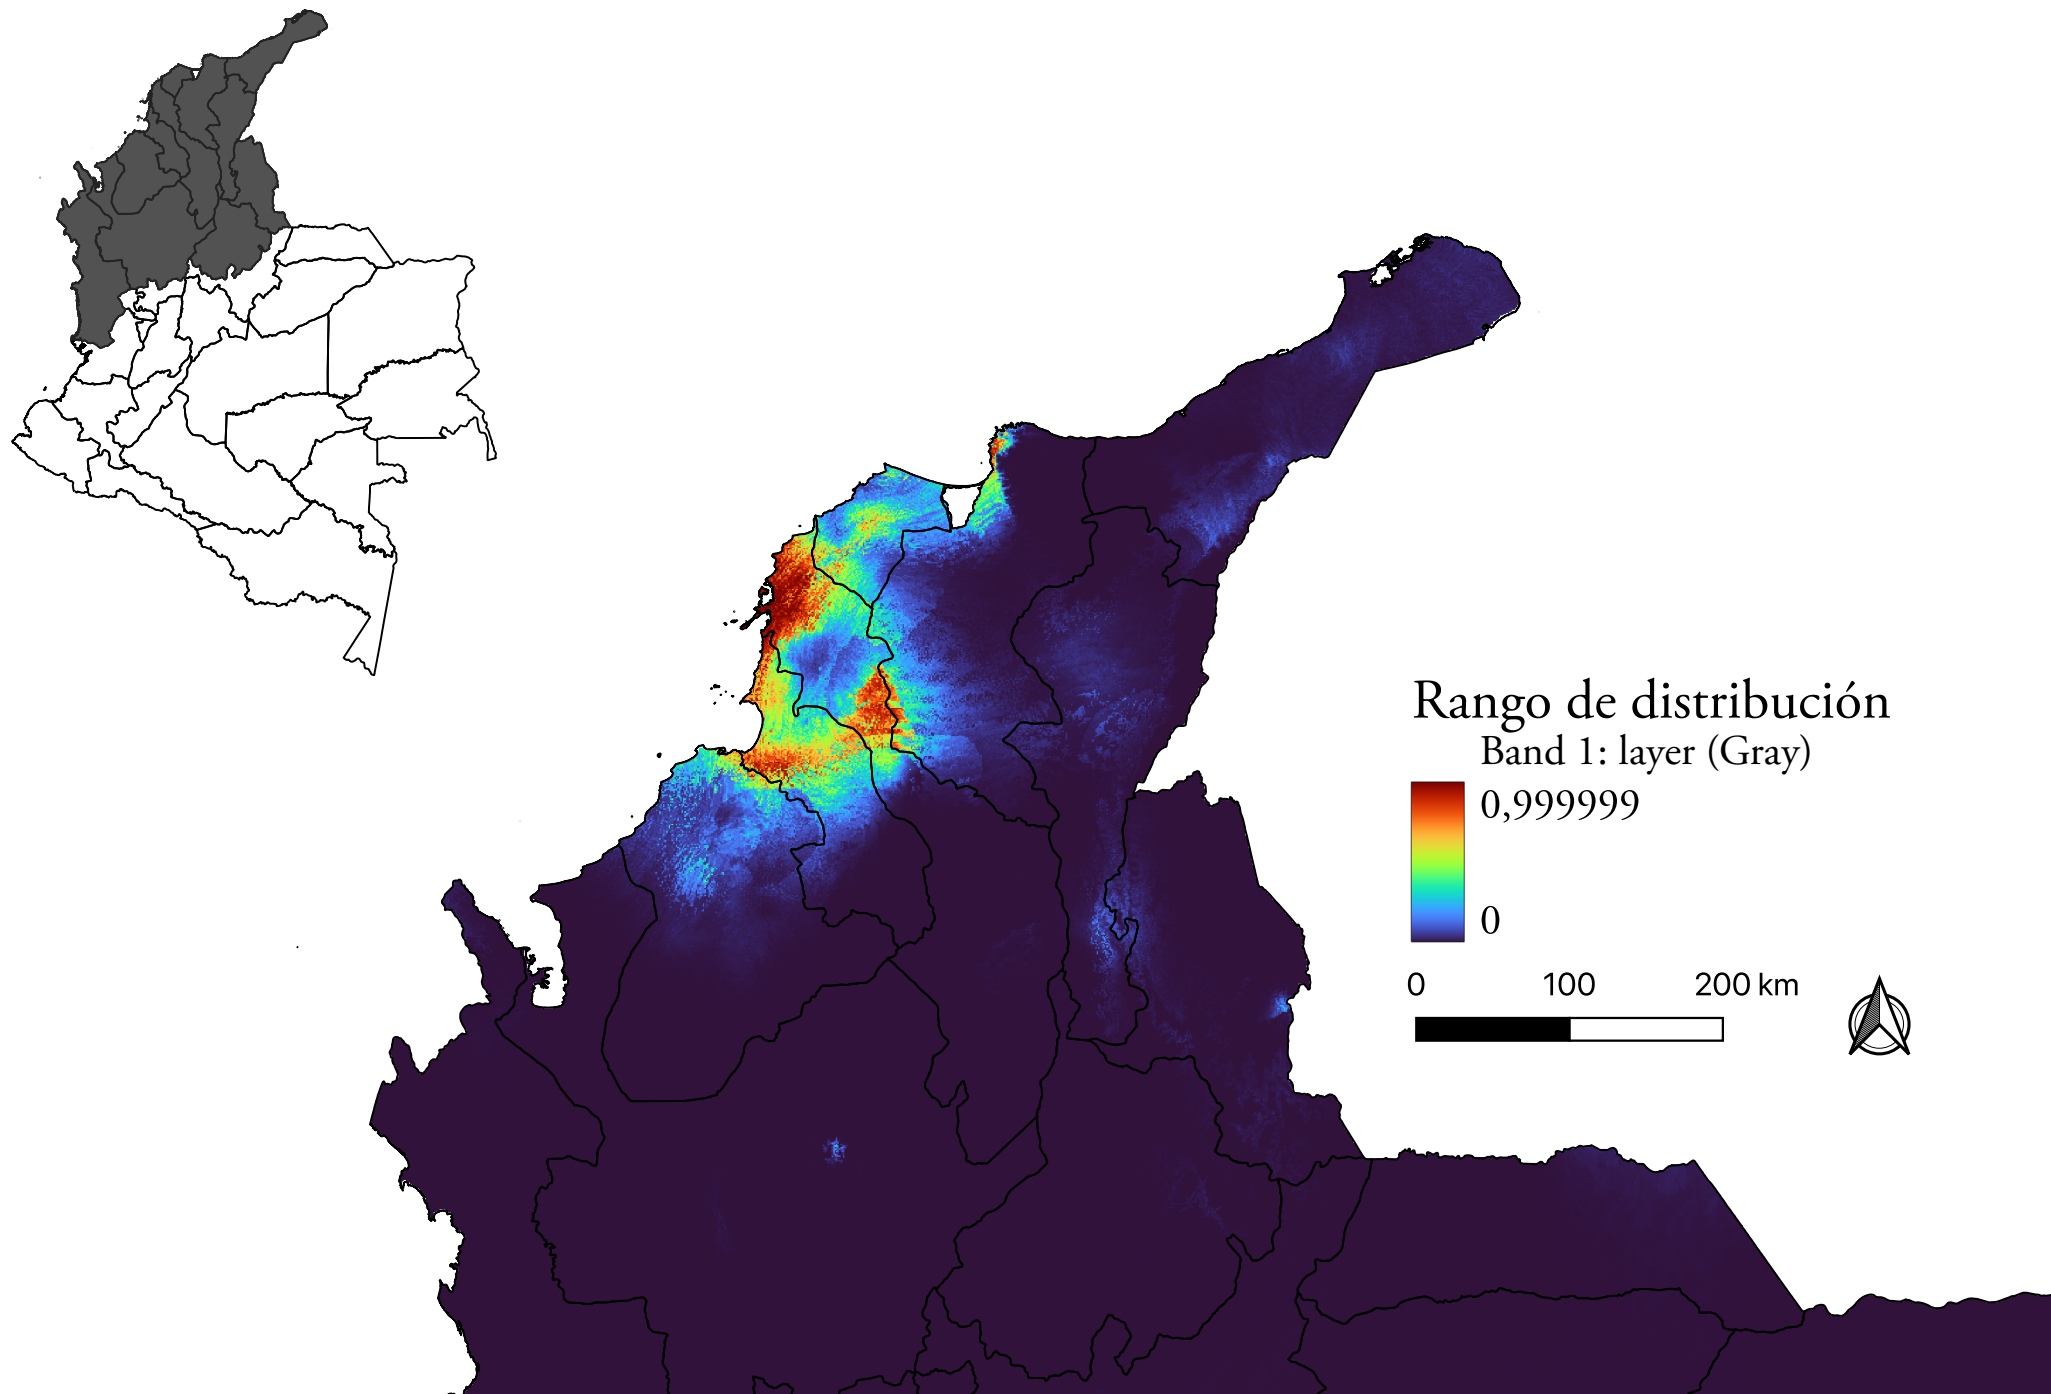 Rango de distribución
Band 1: layer (Gray)
0,999999
0
0 100 200 km